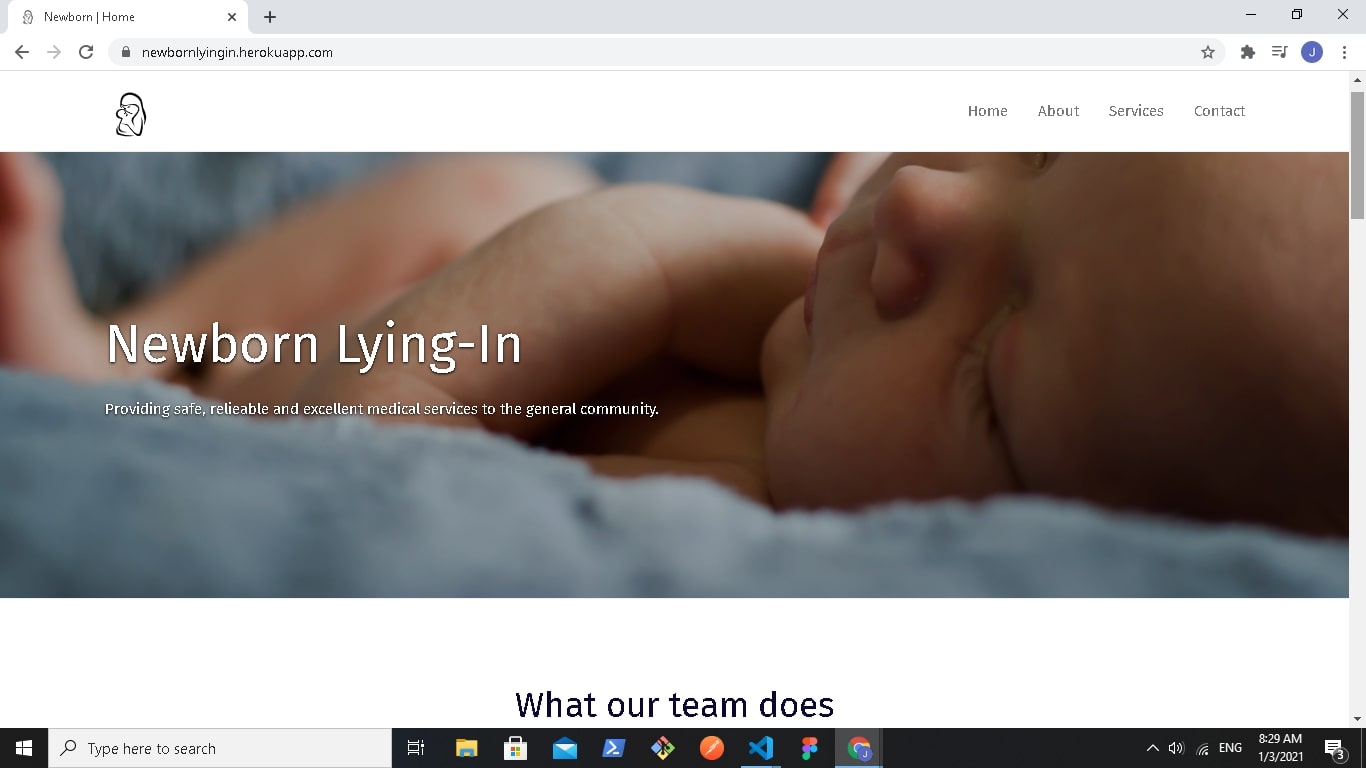 Newborn | Home
newbornlyingin.herokuapp.com
J
Home About Services Contact
Newborn Lying-In
Providing safe, relieable and excellent medical services to the general community.
What our team does
Type here to search
J
ENG
8:29 AM
1/3/2021
3